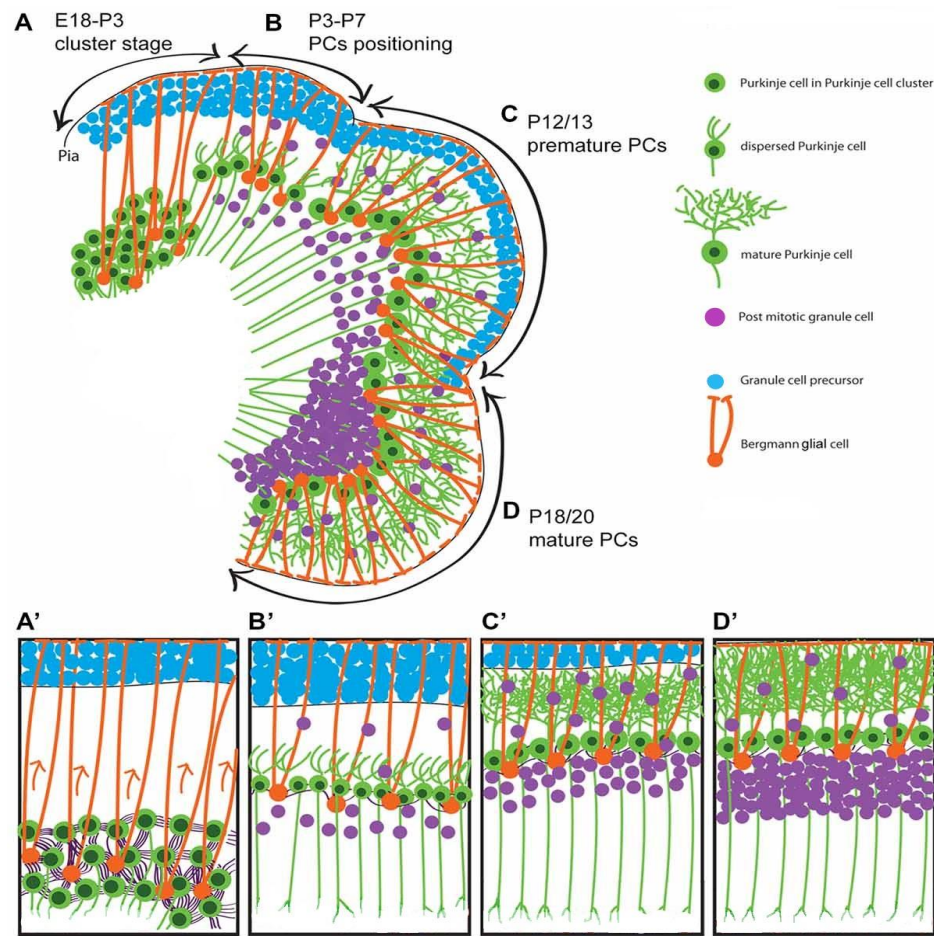 A
E18-P3
cluster stage
B
P3-P7
PCs positioning
Pia
C
P12/13
premature PCs
D
P18/20
mature PCs
Purkinje cell in Purkinje cell cluster
dispersed Purkinje cell
mature Purkinje cell
Post mitotic granule cell
Granule cell precursor
Bergmann glial cell
A’
B’
C’
D’